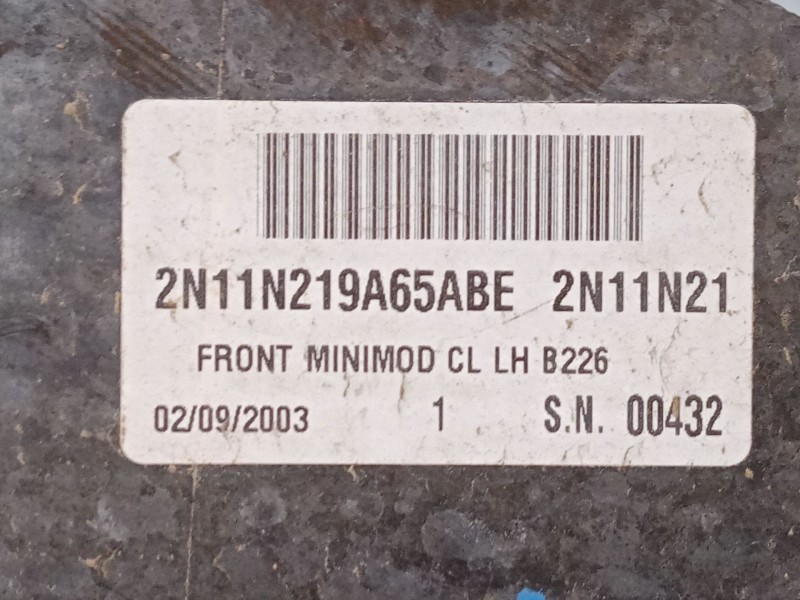 2N11N219A65ABE 2N11N21
FRONT MINIMOD CL LH B226
02/09/2003 1 S.N. 00432